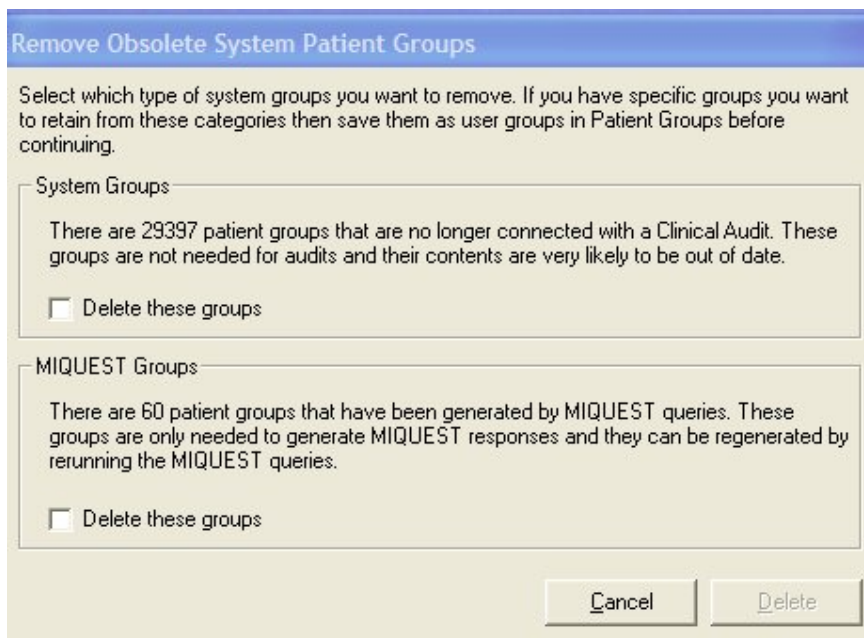 Remove Obsolete System Patient Groups
Select which type of system groups you want to remove. If you have specific groups you want
to retain from these categories then save them as user groups in Patient Groups before
continuing.
System Groups
There are 29397 patient groups that are no longer connected with a Clinical Audit. These
groups are not needed for audits and their contents are very likely to be out of date.
Delete these groups
MIQUEST Groups
There are 60 patient groups that have been generated by MIQUEST queries. These
groups are only needed to generate MIQUEST responses and they can be regenerated by
rerunning the MIQUEST queries.
Delete these groups
Cancel
Delete